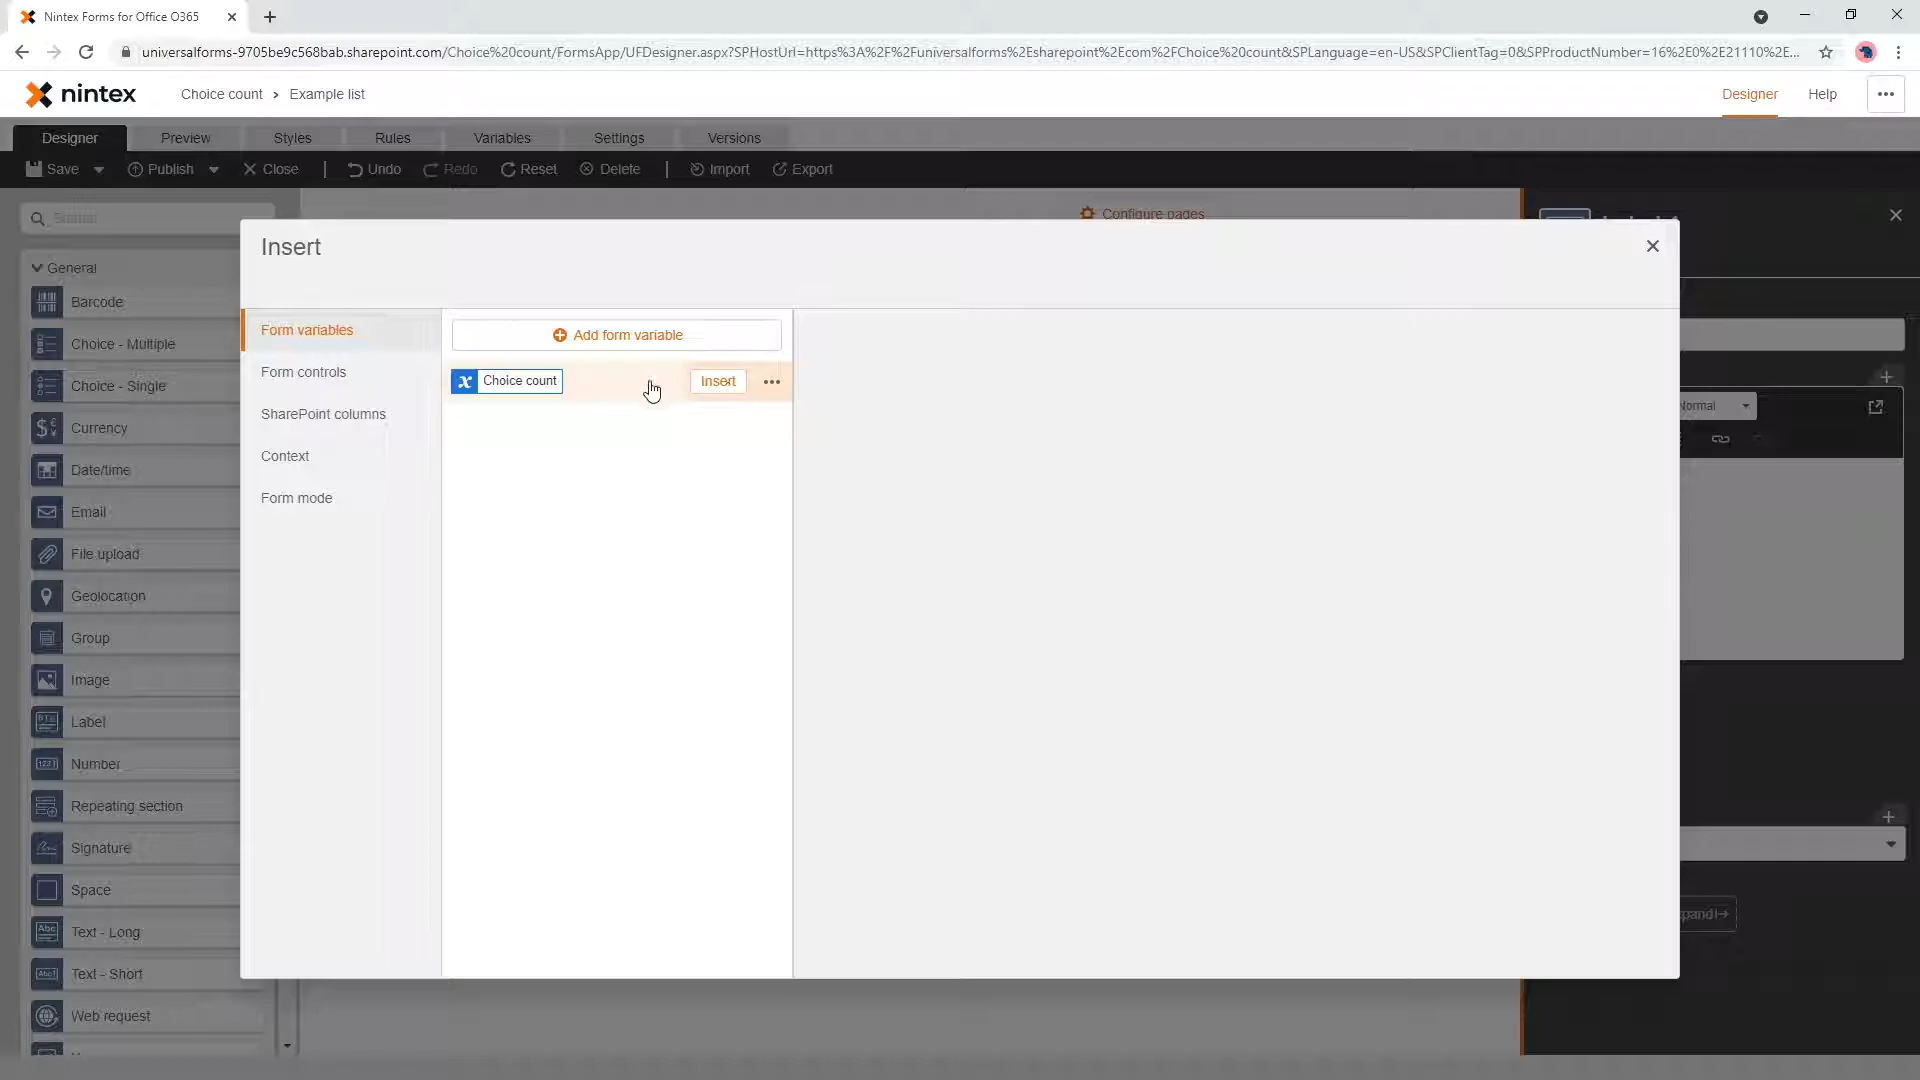 Nintex Forms for Office O365
universalforms-9705be9c568bab.sharepoint.com/Choice%20count/FormsApp/UFDesigner.aspx?SPHostUrl=https%3A%2F%2Funiversalforms%2Esharepoint%2Ecom%2FChoice%20count&SPLanguage=en-US&SPClientTag=0&SPProductNumber=16%2E0%2E21110%2E...
nintex
Choice count > Example list
Designer
Help
Designer
Preview
Styles
Rules
Variables
Settings
Versions
Save
Publish
Close
Undo
Redo
Reset
Delete
Import
Export
Search
Configure pages
Insert
General
Barcode
Choice - Multiple
Choice - Single
Currency
Date/time
Email
File upload
Geolocation
Group
Image
Label
Number
Repeating section
Signature
Space
Text - Long
Text - Short
Web request
Form variables
Form controls
SharePoint columns
Context
Form mode
Add form variable
x Choice count
Insert
Normal